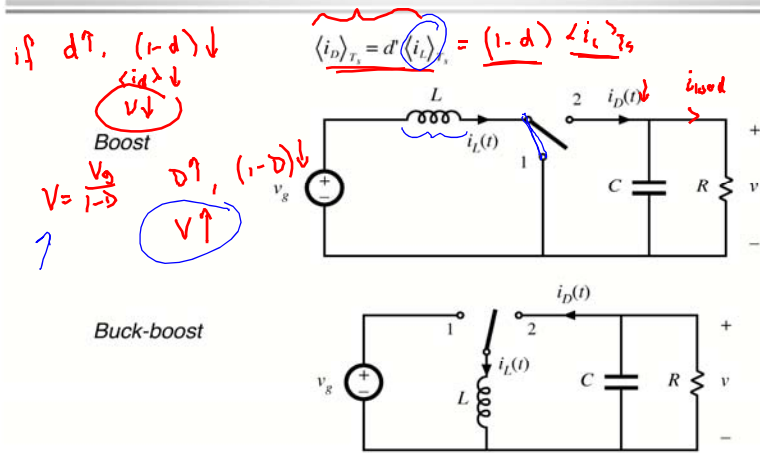 if d↑, (1-d)↓
⟨i_d⟩↓
V↓
⟨i_D⟩_{T_s} = d' ⟨i_L⟩_{T_s} = (1-d) ⟨i_L⟩_{T_s}
Boost
V = Vg/(1-D)
D↑, (1-D)↓
V↑
L
i_L(t)
2
1
i_D(t)
↓
i_load
v_g
+
−
C
R
+
v
−
Buck-boost
1
2
i_D(t)
i_L(t)
v_g
+
−
L
C
R
+
v
−